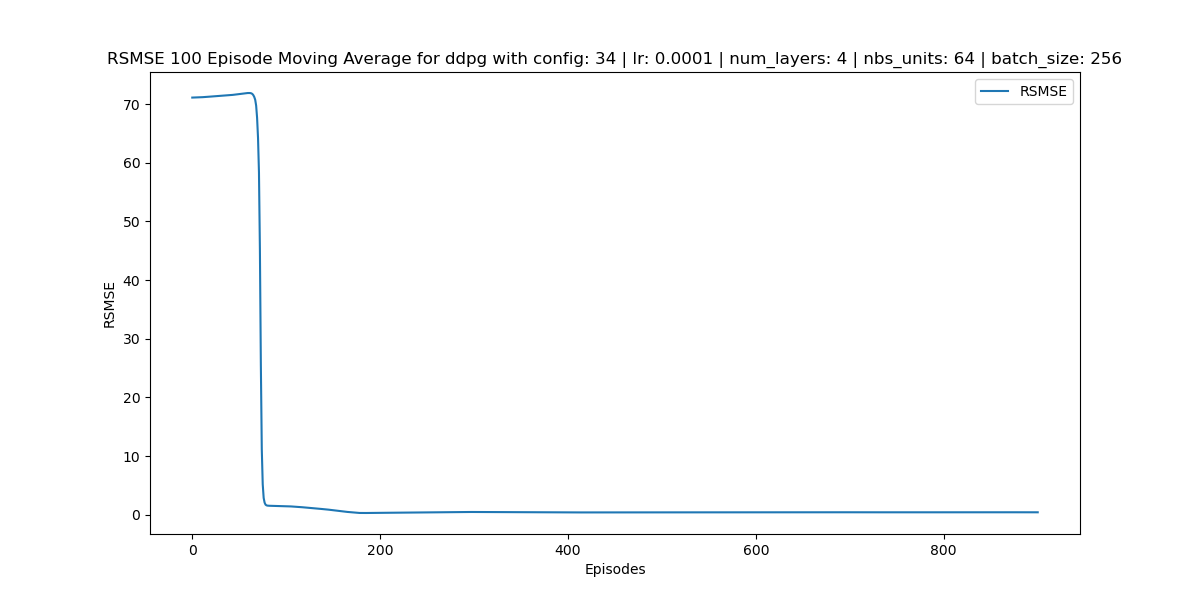 RSMSE 100 Episode Moving Average for ddpg with config: 34 | lr: 0.0001 | num_layers: 4 | nbs_units: 64 | batch_size: 256
RSMSE
70
60
50
40
30
20
10
0
RSMSE
0 200 400 600 800
Episodes